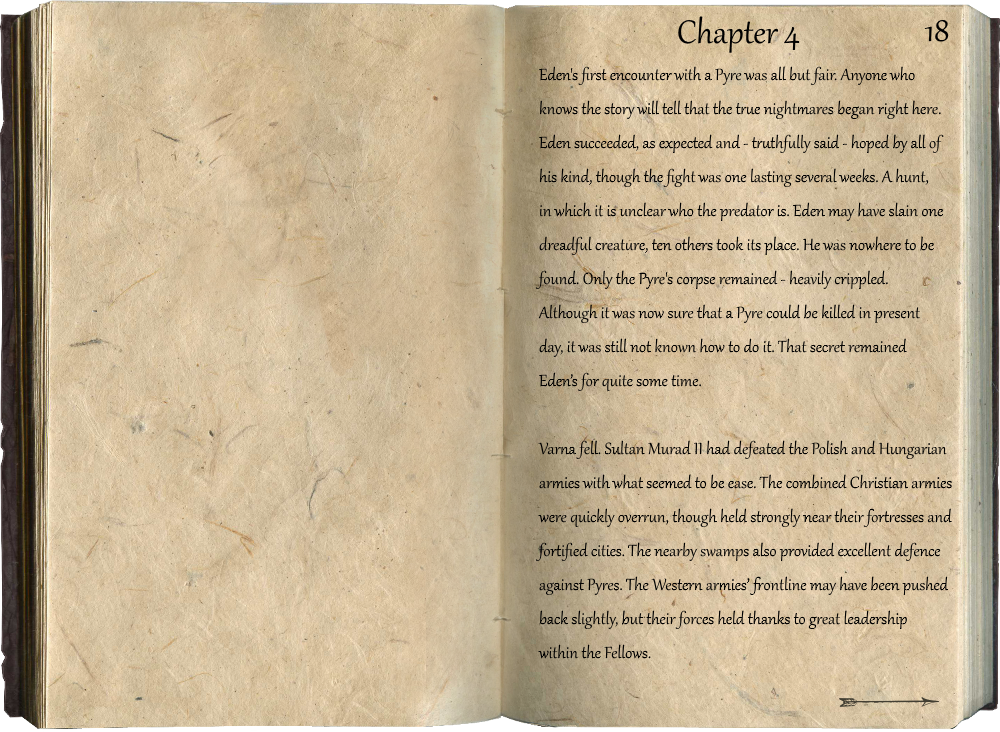 Chapter 4
18
Eden's first encounter with a Pyre was all but fair. Anyone who
knows the story will tell that the true nightmares began right here.
Eden succeeded, as expected and - truthfully said - hoped by all of
his kind, though the fight was one lasting several weeks. A hunt,
in which it is unclear who the predator is. Eden may have slain one
dreadful creature, ten others took its place. He was nowhere to be
found. Only the Pyre's corpse remained - heavily crippled.
Although it was now sure that a Pyre could be killed in present
day, it was still not known how to do it. That secret remained
Eden's for quite some time.

Varna fell. Sultan Murad II had defeated the Polish and Hungarian
armies with what seemed to be ease. The combined Christian armies
were quickly overrun, though held strongly near their fortresses and
fortified cities. The nearby swamps also provided excellent defence
against Pyres. The Western armies' frontline may have been pushed
back slightly, but their forces held thanks to great leadership
within the Fellows.